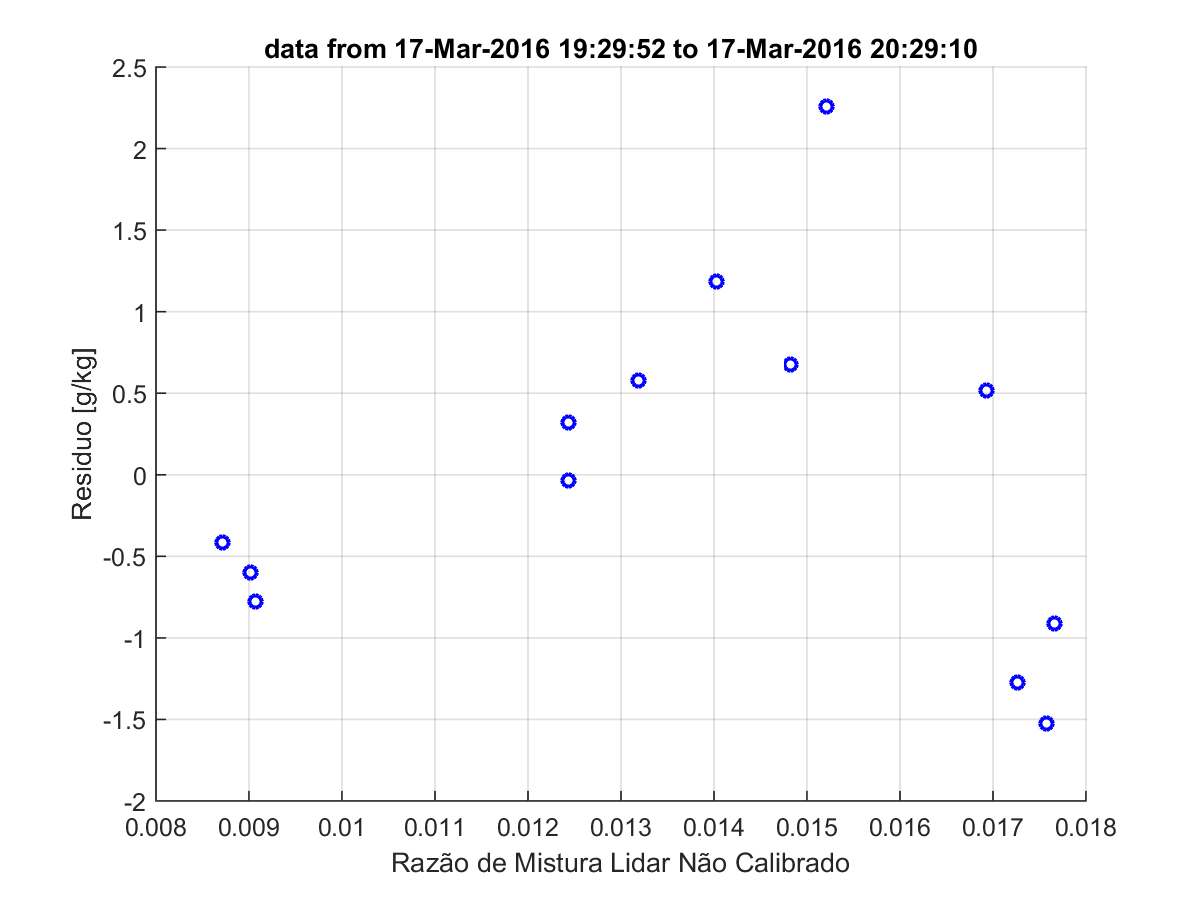 data from 17-Mar-2016 19:29:52 to 17-Mar-2016 20:29:10
2.5
2
1.5
1
0.5
0
-0.5
-1
-1.5
-2
Residuo [g/kg]
0.008 0.009 0.01 0.011 0.012 0.013 0.014 0.015 0.016 0.017 0.018
Razão de Mistura Lidar Não Calibrado